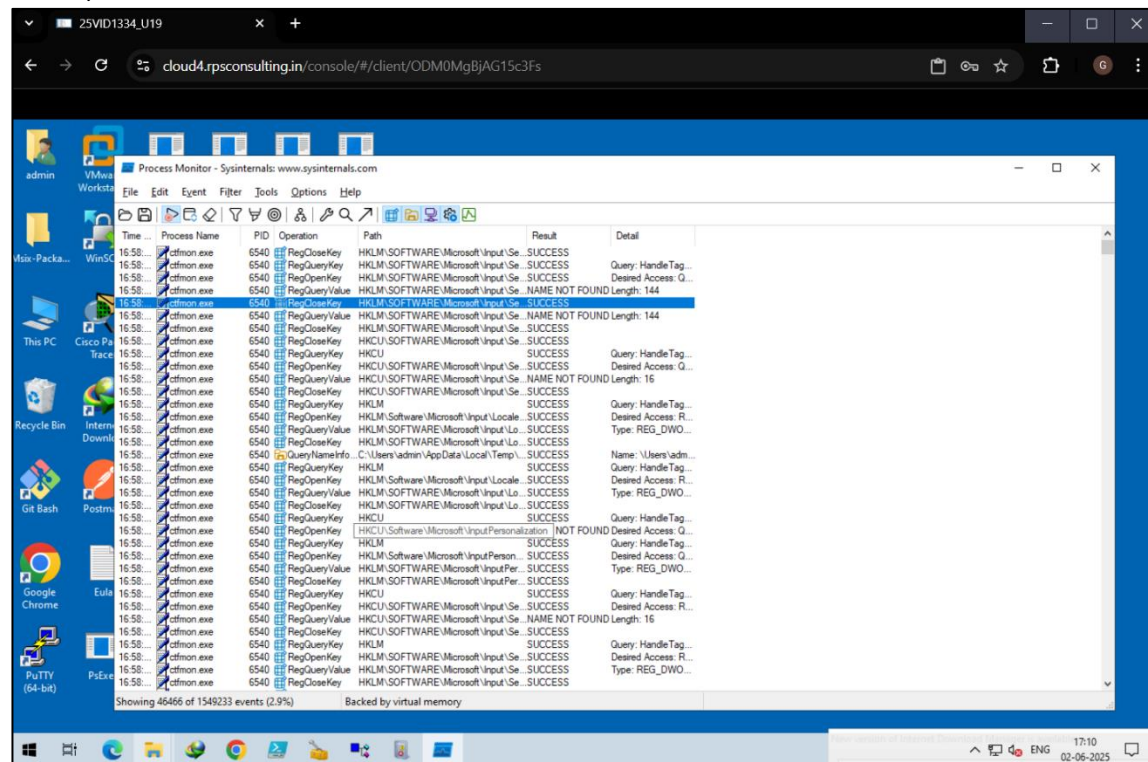 25VID1334_U19
cloud4.rpsconsulting.in/console/#/client/ODM0MgBjAG15c3Fs
G
admin
VMwa
Worksta
Msix-Packa...
WinSC
This PC
Cisco Pa
Trace
Recycle Bin
Intern
Downlo
Git Bash
Postma
Google
Chrome
Eula
PuTTY
(64-bit)
PsExe
Process Monitor - Sysinternals: www.sysinternals.com
File Edit Event Filter Tools Options Help
Time ... Process Name PID Operation Path Result Detail
16:58:... ctfmon.exe 6540 RegCloseKey HKLM\SOFTWARE\Microsoft\Input\Se...SUCCESS
16:58:... ctfmon.exe 6540 RegQueryKey HKLM\SOFTWARE\Microsoft\Input\Se...SUCCESS Query: HandleTag...
16:58:... ctfmon.exe 6540 RegOpenKey HKLM\SOFTWARE\Microsoft\Input\Se...SUCCESS Desired Access: Q...
16:58:... ctfmon.exe 6540 RegQueryValue HKLM\SOFTWARE\Microsoft\Input\Se...NAME NOT FOUND Length: 144
16:58:... ctfmon.exe 6540 RegCloseKey HKLM\SOFTWARE\Microsoft\Input\Se...SUCCESS
16:58:... ctfmon.exe 6540 RegQueryValue HKLM\SOFTWARE\Microsoft\Input\Se...NAME NOT FOUND Length: 144
16:58:... ctfmon.exe 6540 RegCloseKey HKLM\SOFTWARE\Microsoft\Input\Se...SUCCESS
16:58:... ctfmon.exe 6540 RegCloseKey HKCU\SOFTWARE\Microsoft\Input\Se...SUCCESS
16:58:... ctfmon.exe 6540 RegQueryKey HKCU SUCCESS Query: HandleTag...
16:58:... ctfmon.exe 6540 RegOpenKey HKCU\SOFTWARE\Microsoft\Input\Se...SUCCESS Desired Access: Q...
16:58:... ctfmon.exe 6540 RegQueryValue HKCU\SOFTWARE\Microsoft\Input\Se...NAME NOT FOUND Length: 16
16:58:... ctfmon.exe 6540 RegCloseKey HKCU\SOFTWARE\Microsoft\Input\Se...SUCCESS
16:58:... ctfmon.exe 6540 RegQueryKey HKLM SUCCESS Query: HandleTag...
16:58:... ctfmon.exe 6540 RegOpenKey HKLM\Software\Microsoft\Input\Locale...SUCCESS Desired Access: R...
16:58:... ctfmon.exe 6540 RegQueryValue HKLM\SOFTWARE\Microsoft\Input\Lo...SUCCESS Type: REG_DWO...
16:58:... ctfmon.exe 6540 RegCloseKey HKLM\SOFTWARE\Microsoft\Input\Lo...SUCCESS
16:58:... ctfmon.exe 6540 QueryNameInfo...C:\Users\admin\AppData\Local\Temp\...SUCCESS Name: \Users\adm...
16:58:... ctfmon.exe 6540 RegQueryKey HKLM SUCCESS Query: HandleTag...
16:58:... ctfmon.exe 6540 RegOpenKey HKLM\Software\Microsoft\Input\Locale...SUCCESS Desired Access: R...
16:58:... ctfmon.exe 6540 RegQueryValue HKLM\SOFTWARE\Microsoft\Input\Lo...SUCCESS Type: REG_DWO...
16:58:... ctfmon.exe 6540 RegCloseKey HKLM\SOFTWARE\Microsoft\Input\Lo...SUCCESS
16:58:... ctfmon.exe 6540 RegQueryKey HKCU SUCCESS Query: HandleTag...
16:58:... ctfmon.exe 6540 RegOpenKey HKCU\Software\Microsoft\InputPersonalization NOT FOUND Desired Access: Q...
16:58:... ctfmon.exe 6540 RegQueryKey HKLM SUCCESS Query: HandleTag...
16:58:... ctfmon.exe 6540 RegOpenKey HKLM\Software\Microsoft\InputPerson...SUCCESS Desired Access: Q...
16:58:... ctfmon.exe 6540 RegQueryValue HKLM\SOFTWARE\Microsoft\InputPer...SUCCESS Type: REG_DWO...
16:58:... ctfmon.exe 6540 RegCloseKey HKLM\SOFTWARE\Microsoft\InputPer...SUCCESS
16:58:... ctfmon.exe 6540 RegQueryKey HKCU SUCCESS Query: HandleTag...
16:58:... ctfmon.exe 6540 RegOpenKey HKCU\SOFTWARE\Microsoft\Input\Se...SUCCESS Desired Access: R...
16:58:... ctfmon.exe 6540 RegQueryValue HKCU\SOFTWARE\Microsoft\Input\Se...NAME NOT FOUND Length: 16
16:58:... ctfmon.exe 6540 RegCloseKey HKCU\SOFTWARE\Microsoft\Input\Se...SUCCESS
16:58:... ctfmon.exe 6540 RegQueryKey HKLM SUCCESS Query: HandleTag...
16:58:... ctfmon.exe 6540 RegOpenKey HKLM\SOFTWARE\Microsoft\Input\Se...SUCCESS Desired Access: R...
16:58:... ctfmon.exe 6540 RegQueryValue HKLM\SOFTWARE\Microsoft\Input\Se...SUCCESS Type: REG_DWO...
16:58:... ctfmon.exe 6540 RegCloseKey HKLM\SOFTWARE\Microsoft\Input\Se...SUCCESS
Showing 46466 of 1549233 events (2.9%) Backed by virtual memory
ENG
17:10
02-06-2025